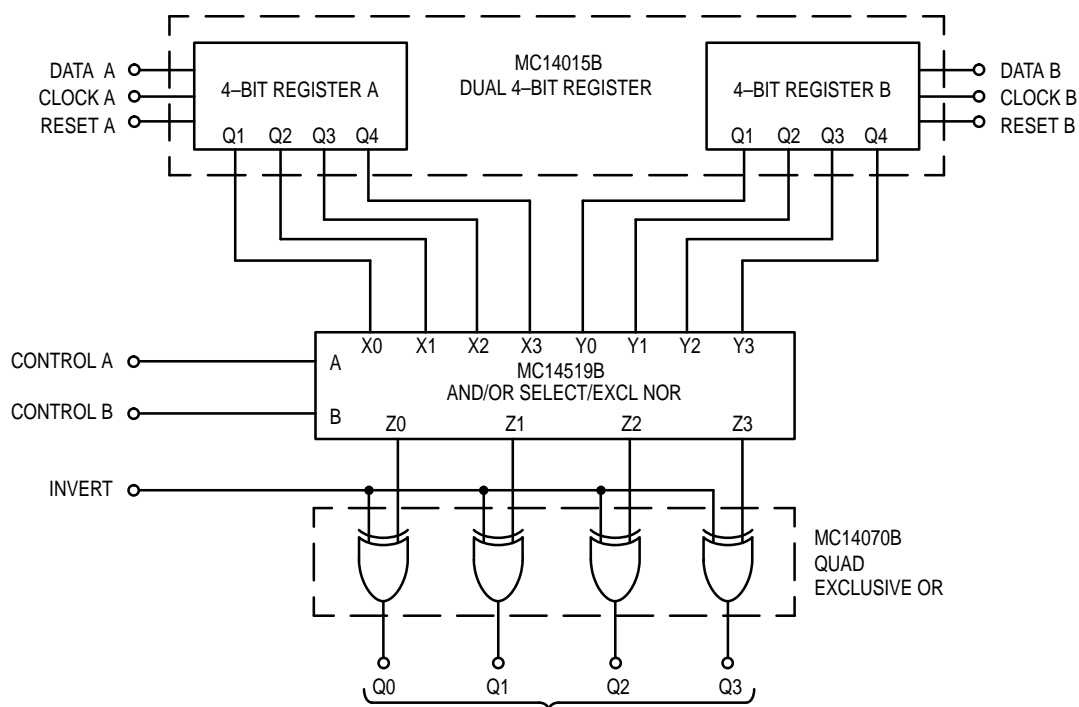 MC14015B
DUAL 4–BIT REGISTER
DATA A
CLOCK A
RESET A
4–BIT REGISTER A
Q1 Q2 Q3 Q4
4–BIT REGISTER B
Q1 Q2 Q3 Q4
DATA B
CLOCK B
RESET B
X0 X1 X2 X3 Y0 Y1 Y2 Y3
CONTROL A
A
MC14519B
AND/OR SELECT/EXCL NOR
CONTROL B
B
Z0 Z1 Z2 Z3
INVERT
MC14070B
QUAD
EXCLUSIVE OR
Q0 Q1 Q2 Q3